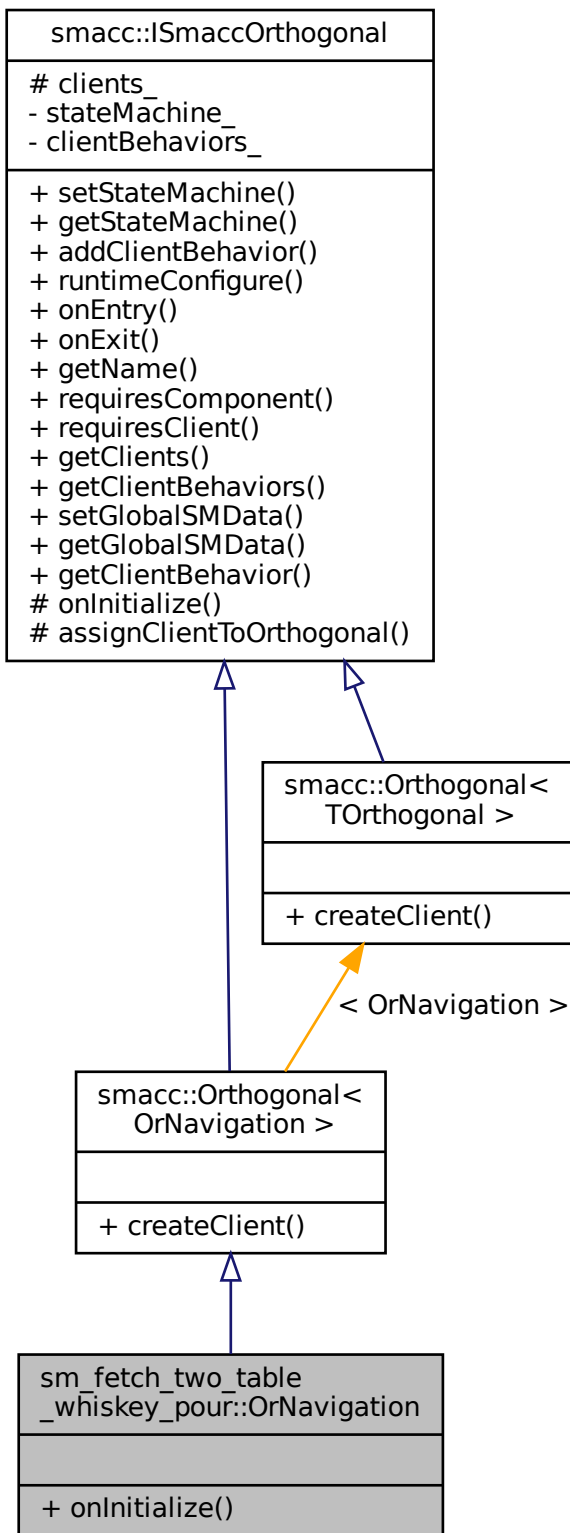 smacc::ISmaccOrthogonal
# clients_
- stateMachine_
- clientBehaviors_
+ setStateMachine()
+ getStateMachine()
+ addClientBehavior()
+ runtimeConfigure()
+ onEntry()
+ onExit()
+ getName()
+ requiresComponent()
+ requiresClient()
+ getClients()
+ getClientBehaviors()
+ setGlobalSMData()
+ getGlobalSMData()
+ getClientBehavior()
# onInitialize()
# assignClientToOrthogonal()
smacc::Orthogonal<
TOrthogonal >
+ createClient()
< OrNavigation >
smacc::Orthogonal<
OrNavigation >
+ createClient()
sm_fetch_two_table
_whiskey_pour::OrNavigation
+ onInitialize()